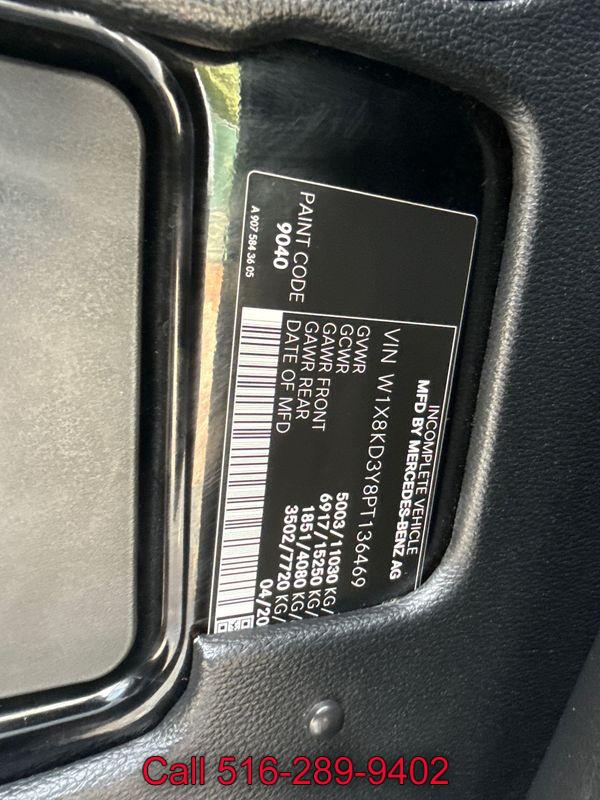 INCOMPLETE VEHICLE
MFD BY MERCEDES-BENZ AG
VIN W1X8KD3Y8PT136469
GVWR 5003/11030 KG/
GCWR 6917/15250 KG/
GAWR FRONT 1851/4080 KG/
GAWR REAR 3502/7720 KG/
DATE OF MFD 04/20
PAINT CODE
9040
A 907 584 36 05
Call 516-289-9402